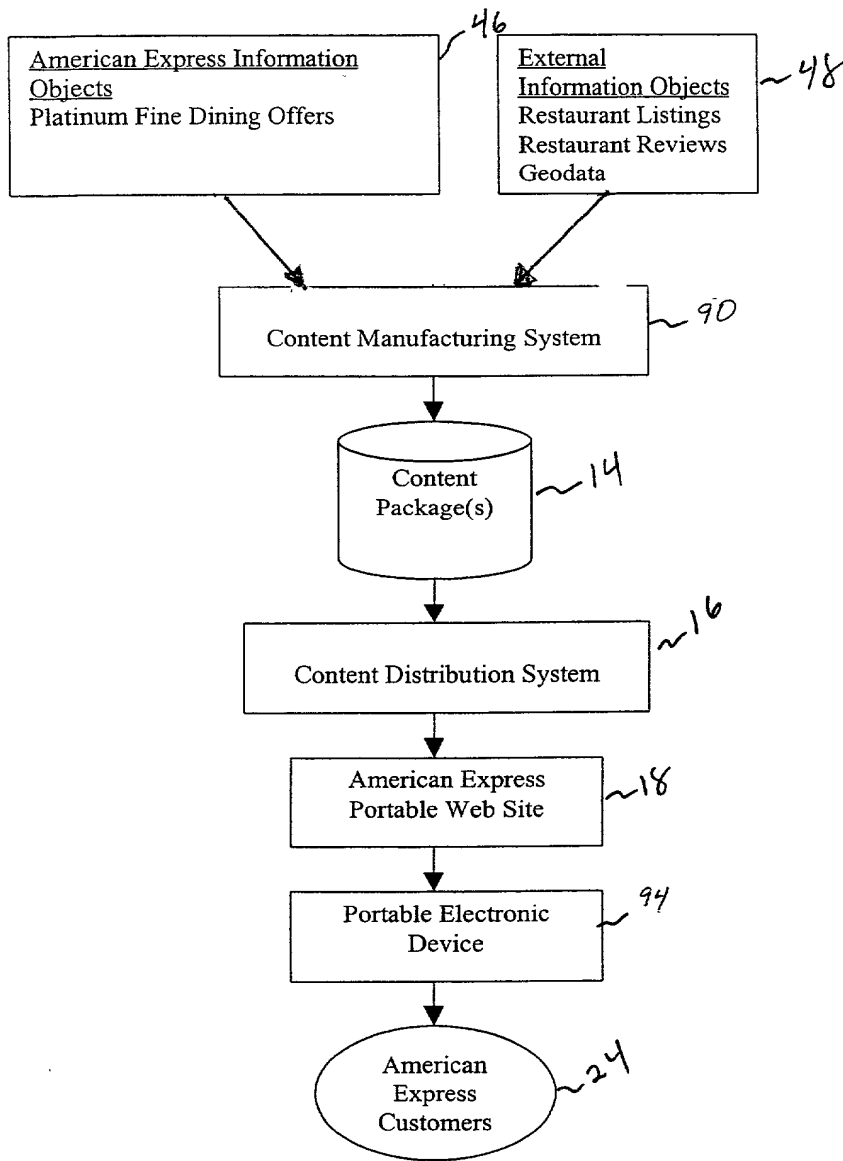 46
American Express Information
Objects
Platinum Fine Dining Offers
48
External
Information Objects
Restaurant Listings
Restaurant Reviews
Geodata
90
Content Manufacturing System
14
Content
Package(s)
16
Content Distribution System
18
American Express
Portable Web Site
94
Portable Electronic
Device
24
American
Express
Customers